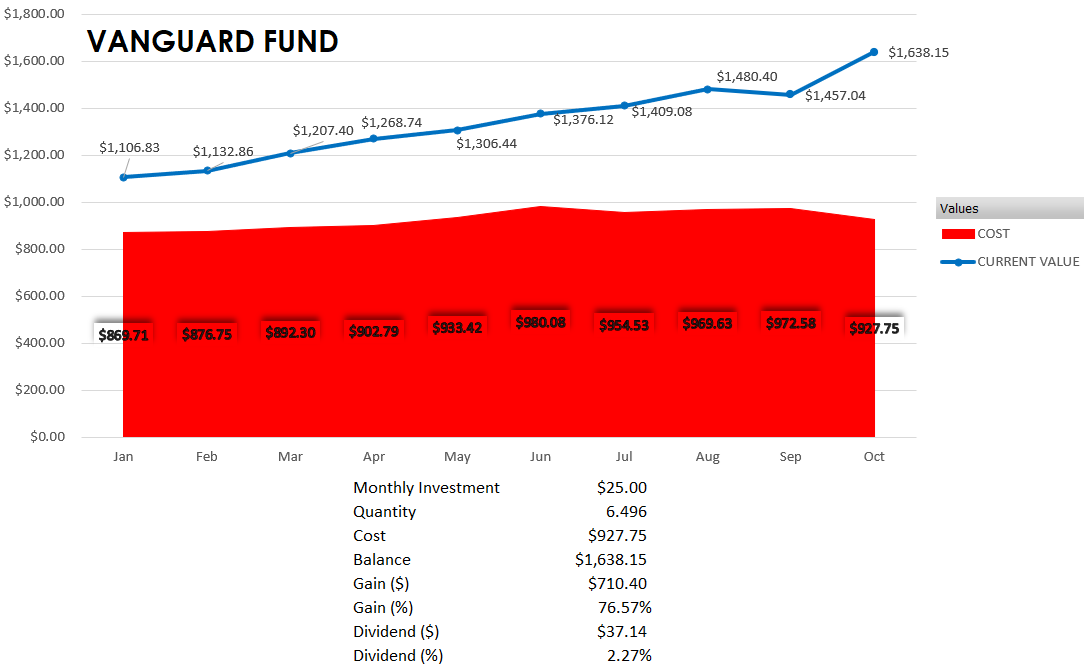 $1,800.00
VANGUARD FUND
$1,600.00
$1,638.15
$1,480.40
$1,457.04
$1,400.00
$1,376.12
$1,409.08
$1,207.40
$1,268.74
$1,306.44
$1,106.83
$1,132.86
$1,200.00
$1,000.00
Values
COST
$800.00
CURRENT VALUE
$600.00
$869.71 $876.75 $892.30 $902.79 $933.42 $980.08 $954.53 $969.63 $972.58 $927.75
$400.00
$200.00
$0.00
Jan Feb Mar Apr May Jun Jul Aug Sep Oct
Monthly Investment $25.00
Quantity 6.496
Cost $927.75
Balance $1,638.15
Gain ($) $710.40
Gain (%) 76.57%
Dividend ($) $37.14
Dividend (%) 2.27%